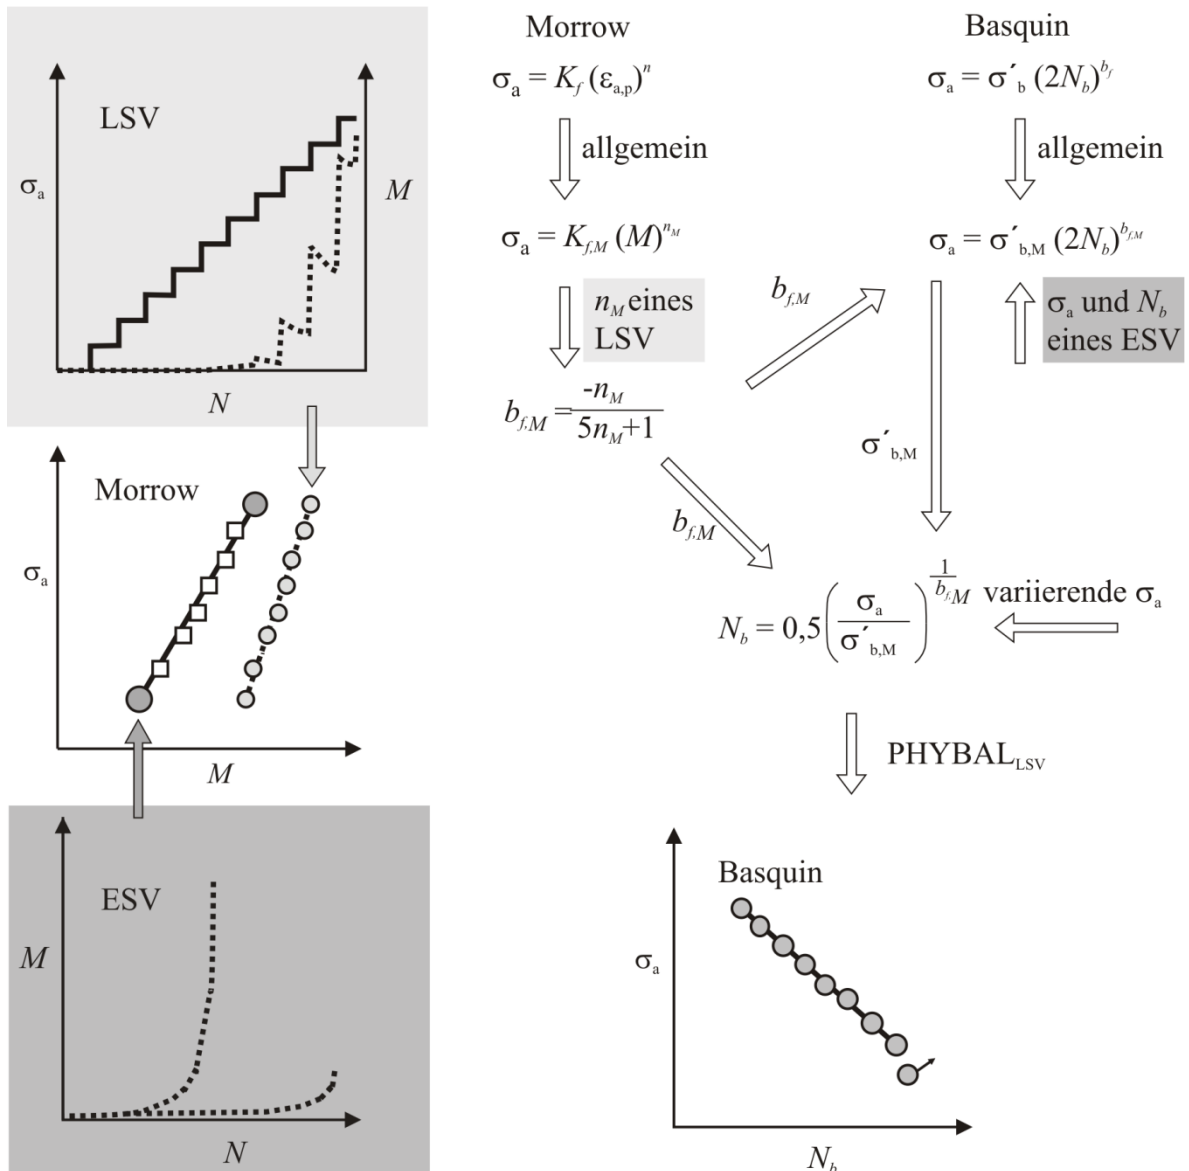 LSV
σa
M
N
Morrow
σa
M
ESV
M
N
Morrow
σa = Kf (εa,p)^n
allgemein
σa = Kf,M (M)^nM
nM eines
LSV
bf,M = -nM / 5nM+1
bf,M
bf,M
Basquin
σa = σ´b (2Nb)^bf
allgemein
σa = σ´b,M (2Nb)^bf,M
σa und Nb
eines ESV
σ´b,M
Nb = 0,5 (σa / σ´b,M)^1/bf,M
variierende σa
PHYBALLSV
Basquin
σa
Nb